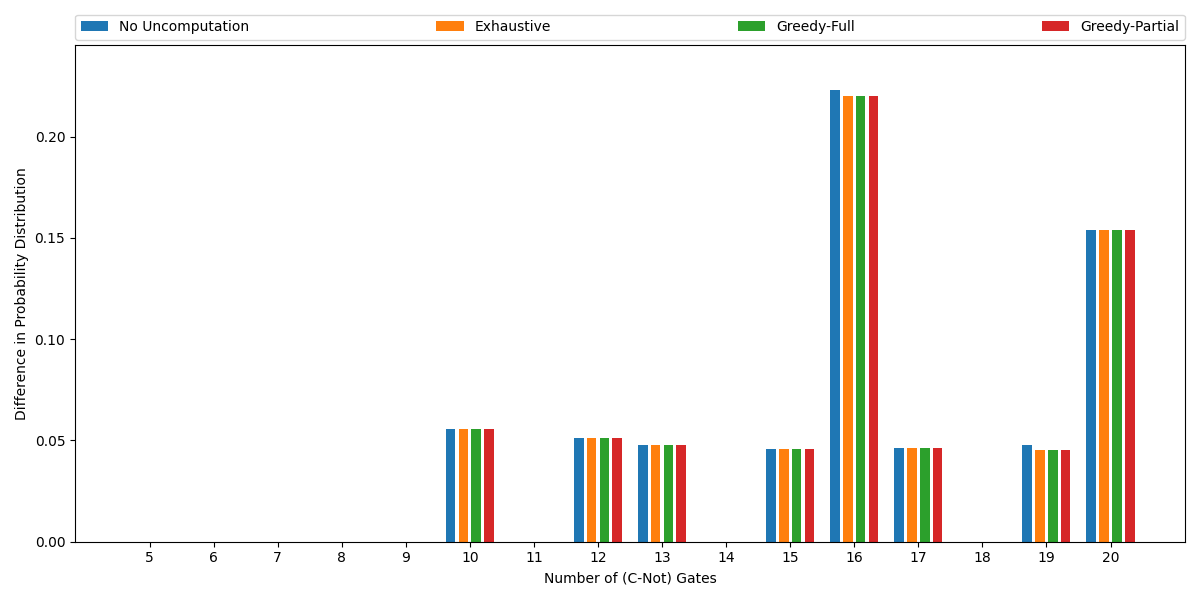 No Uncomputation Exhaustive Greedy-Full Greedy-Partial
Difference in Probability Distribution
0.20
0.15
0.10
0.05
0.00
5 6 7 8 9 10 11 12 13 14 15 16 17 18 19 20
Number of (C-Not) Gates